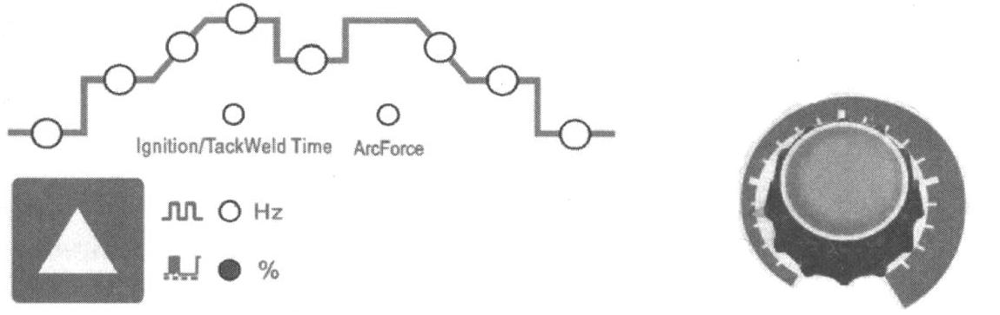 Ignition/TackWeld Time
ArcForce
Hz
%